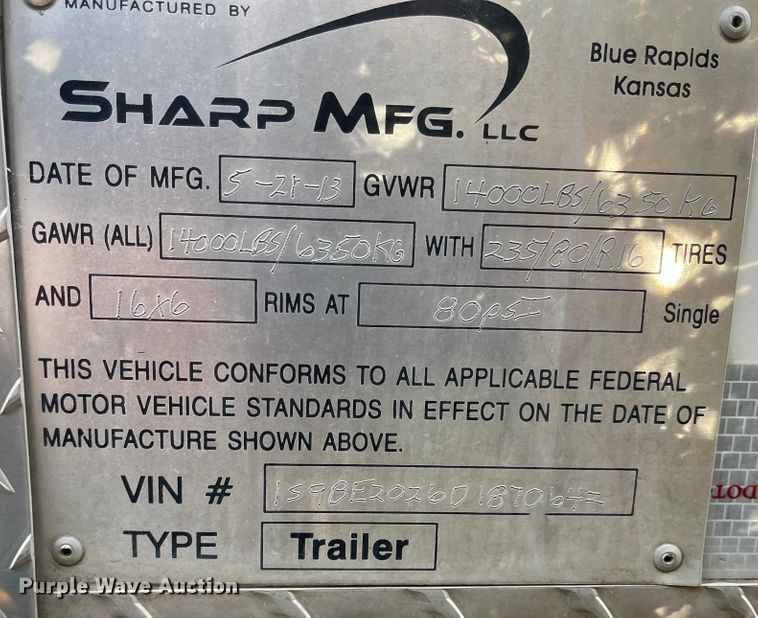 MANUFACTURED BY
SHARP MFG. LLC
Blue Rapids
Kansas
DATE OF MFG. 5-21-13 GVWR 14000LBS/6350KG
GAWR (ALL) 14000LBS/6350KG WITH 235/80/R16 TIRES
AND 16x6 RIMS AT 80PSI Single
THIS VEHICLE CONFORMS TO ALL APPLICABLE FEDERAL
MOTOR VEHICLE STANDARDS IN EFFECT ON THE DATE OF
MANUFACTURE SHOWN ABOVE.
VIN # 1S9BE2026D1870642
TYPE Trailer
DOT
Purple Wave Auction